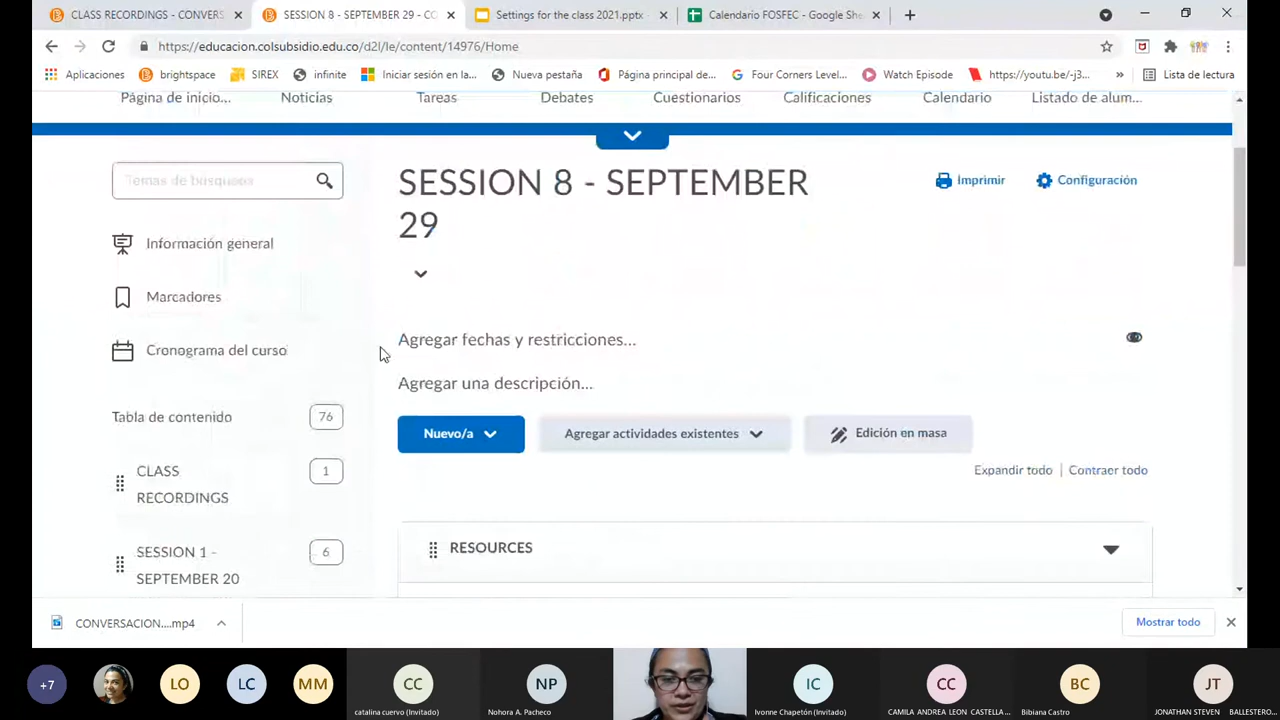 CLASS RECORDINGS - CONVERS
SESSION 8 - SEPTEMBER 29 - CO
Settings for the class 2021.pptx
Calendario FOSFEC - Google She
https://educacion.colsubsidio.edu.co/d2l/le/content/14976/Home
Aplicaciones
brightspace
SIREX
infinite
Iniciar sesión en la...
Nueva pestaña
Página principal de...
Four Corners Level...
Watch Episode
https://youtu.be/-j3...
»
Lista de lectura
Página de inicio...
Noticias
Tareas
Debates
Cuestionarios
Calificaciones
Calendario
Listado de alum...
Temas de búsqueda
SESSION 8 - SEPTEMBER
29
Imprimir
Configuración
Información general
Marcadores
Cronograma del curso
Agregar fechas y restricciones...
Agregar una descripción...
Tabla de contenido
76
Nuevo/a
Agregar actividades existentes
Edición en masa
Expandir todo | Contraer todo
CLASS
RECORDINGS
1
SESSION 1 -
SEPTEMBER 20
6
RESOURCES
CONVERSACION....mp4
Mostrar todo
+7
LO
LC
MM
CC
catalina cuervo (Invitado)
NP
Nohora A. Pacheco
IC
Ivonne Chapetón (Invitado)
CC
CAMILA ANDREA LEON CASTELLA...
BC
Bibiana Castro
JT
JONATHAN STEVEN BALLESTERO...